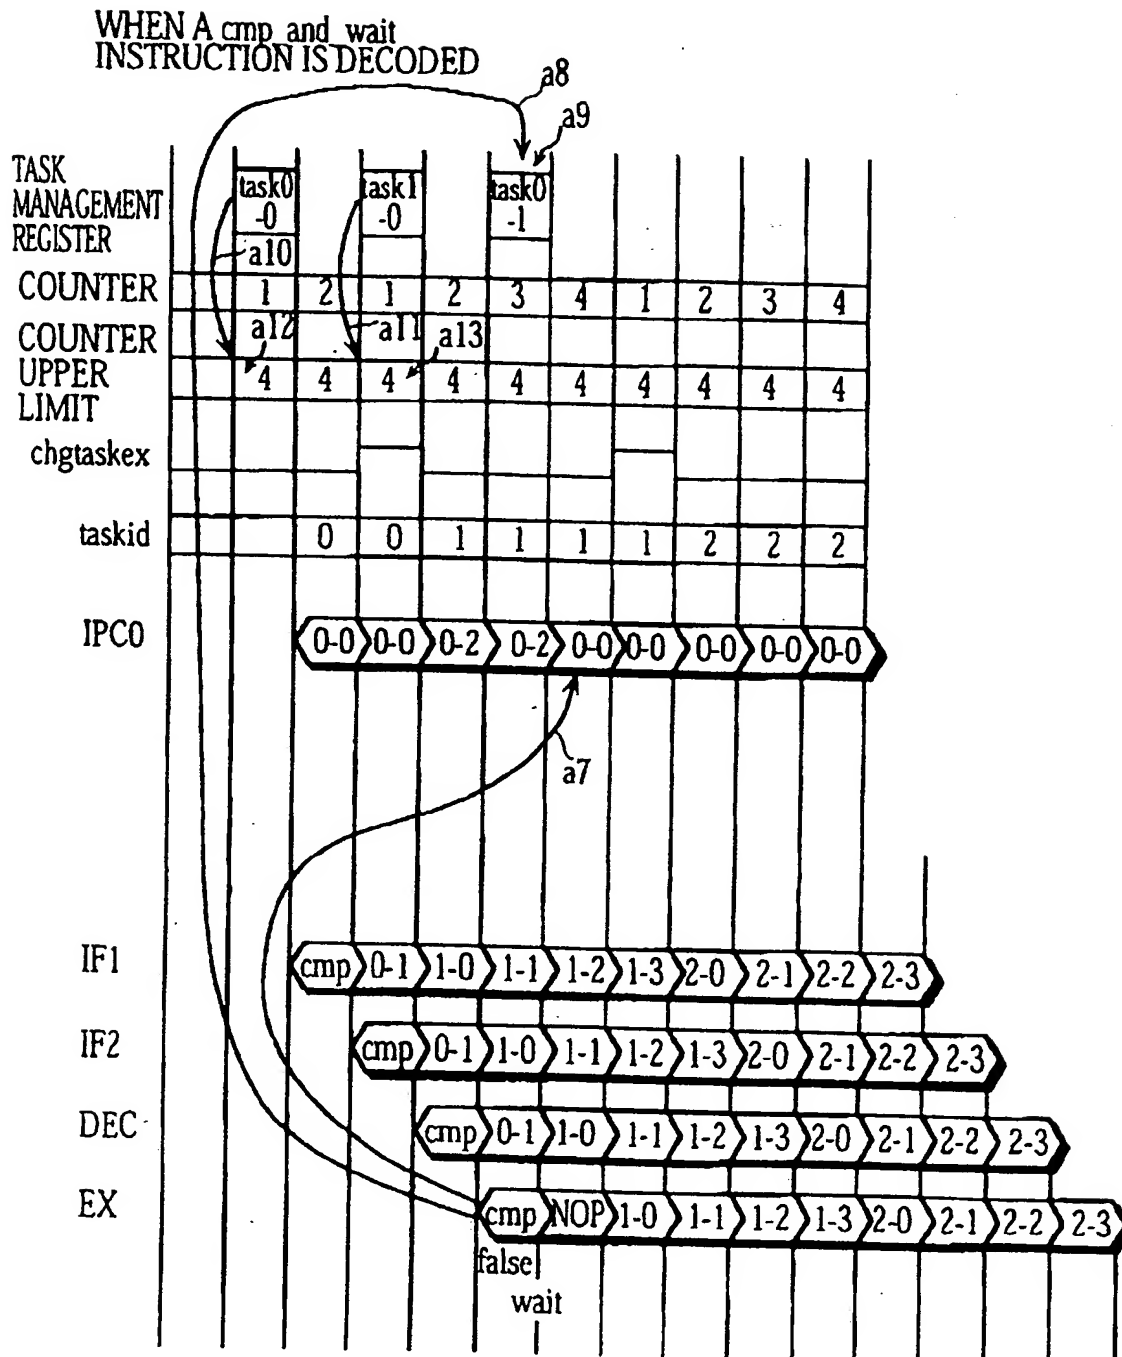 WHEN A cmp and wait
INSTRUCTION IS DECODED
a8
a9
TASK
MANAGEMENT
REGISTER
task0
-0
task1
-0
task0
-1
a10
COUNTER
1 2 1 2 3 4 1 2 3 4
COUNTER
UPPER
LIMIT
a12
a11
a13
4 4 4 4 4 4 4 4 4 4
chgtaskex
taskid
0 0 1 1 1 1 2 2 2
IPC0
0-0 0-0 0-2 0-2 0-0 0-0 0-0 0-0 0-0
a7
IF1
cmp 0-1 1-0 1-1 1-2 1-3 2-0 2-1 2-2 2-3
IF2
cmp 0-1 1-0 1-1 1-2 1-3 2-0 2-1 2-2 2-3
DEC
cmp 0-1 1-0 1-1 1-2 1-3 2-0 2-1 2-2 2-3
EX
cmp NOP 1-0 1-1 1-2 1-3 2-0 2-1 2-2 2-3
false
wait